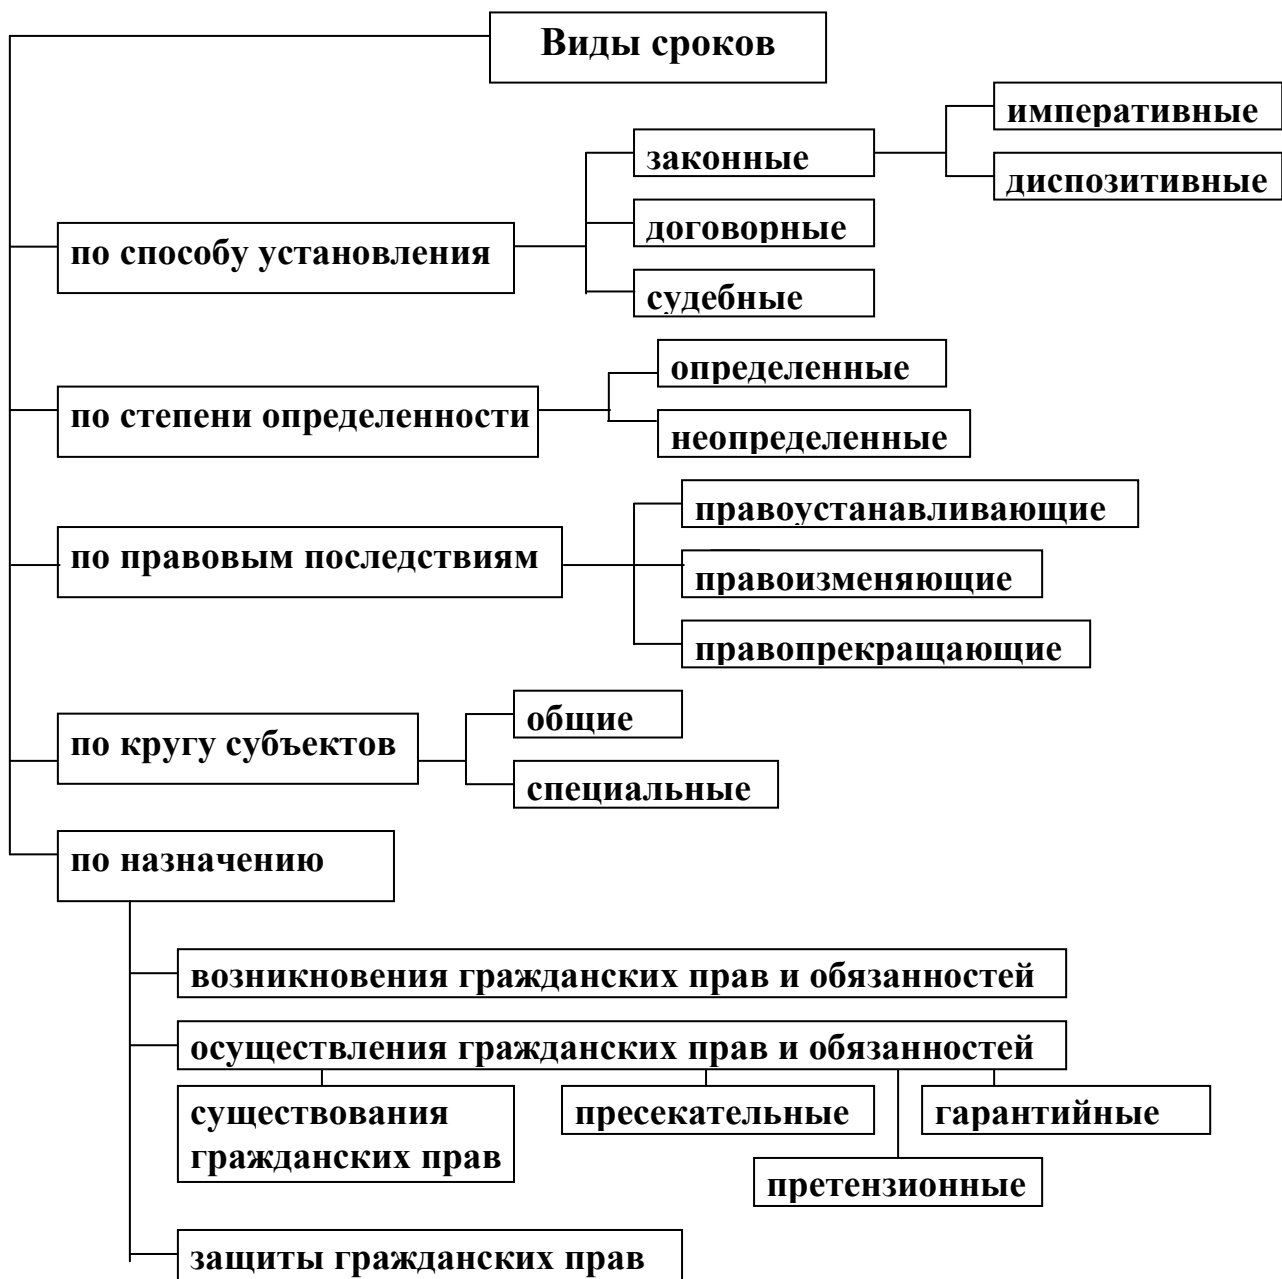 Виды сроков
императивные
законные
диспозитивные
договорные
по способу установления
судебные
определенные
по степени определенности
неопределенные
правоустанавливающие
по правовым последствиям
правоизменяющие
правопрекращающие
общие
по кругу субъектов
специальные
по назначению
возникновения гражданских прав и обязанностей
осуществления гражданских прав и обязанностей
существования
гражданских прав
пресекательные
гарантийные
претензионные
защиты гражданских прав